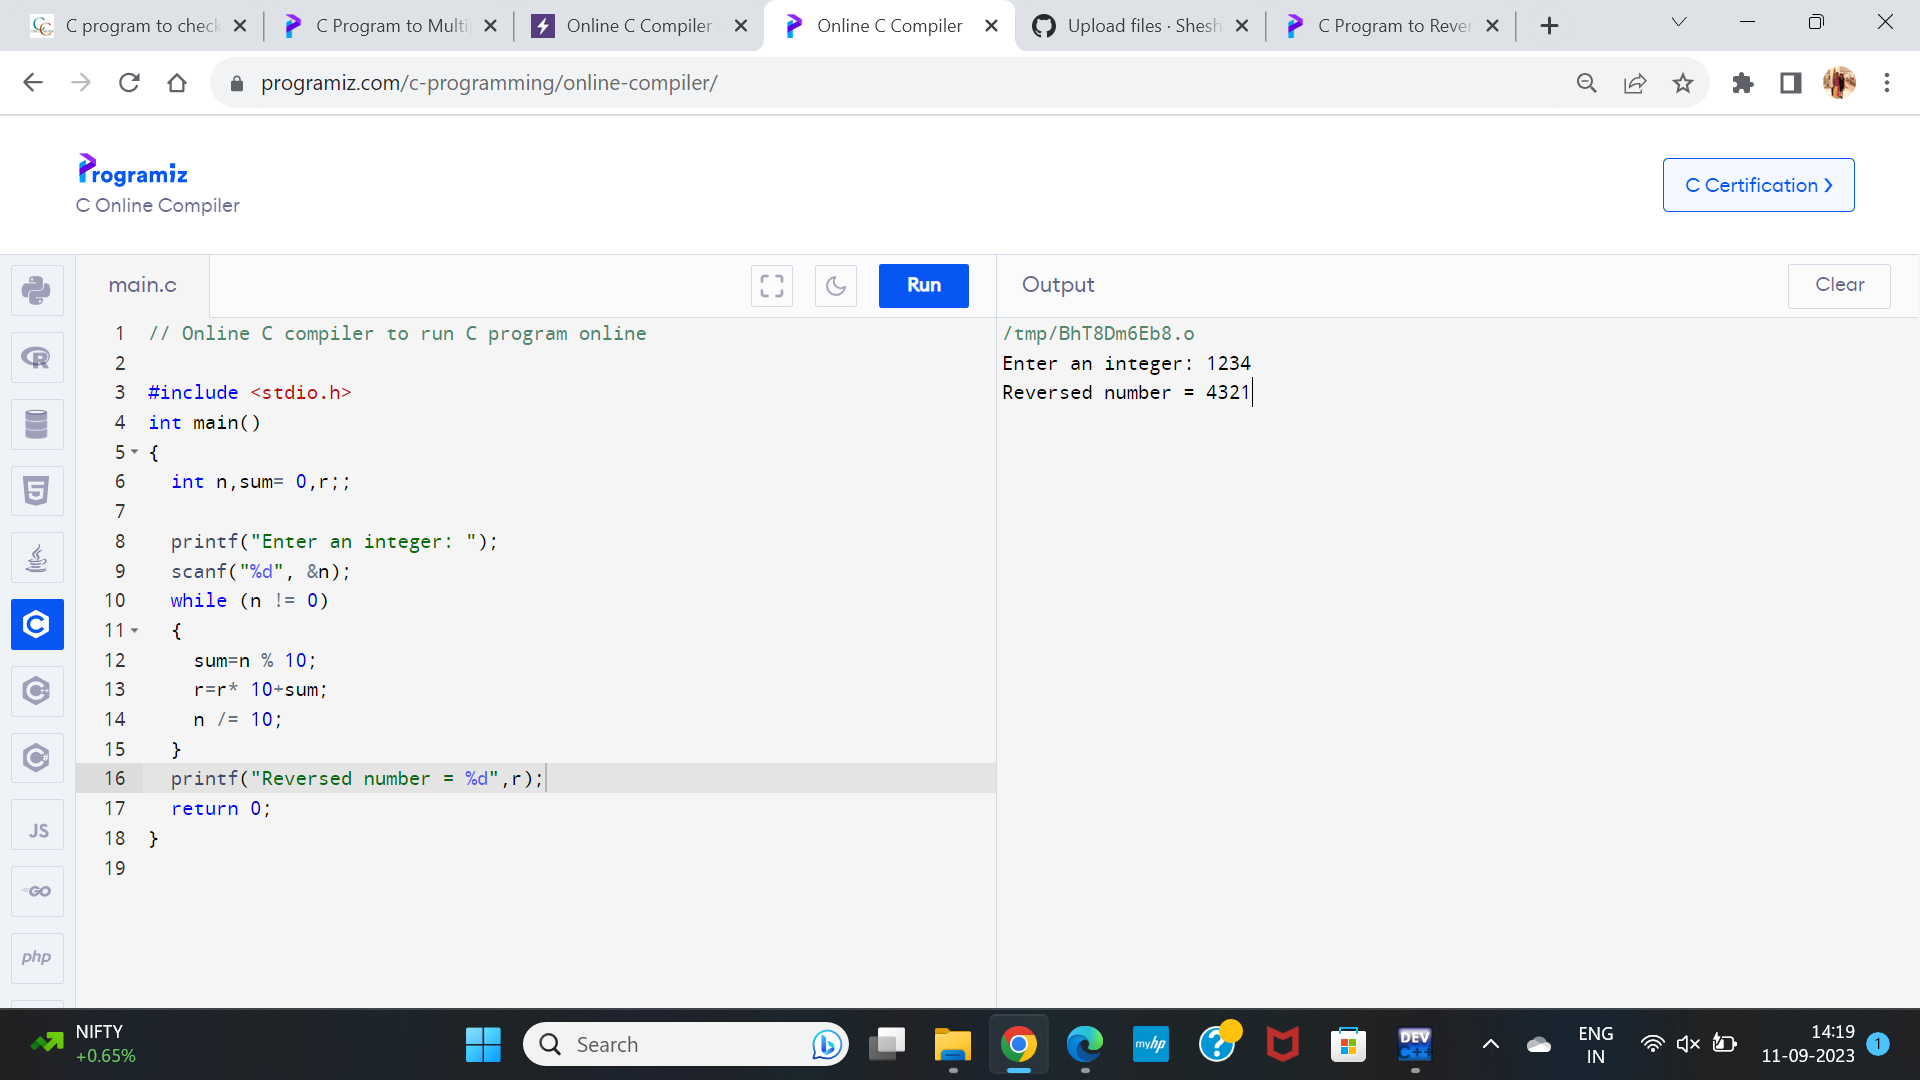 C program to check
C Program to Multip
Online C Compiler -
Online C Compiler
Upload files · Shesh
C Program to Rever
programiz.com/c-programming/online-compiler/
Programiz
C Online Compiler
C Certification
main.c
Run
Output
Clear
1 // Online C compiler to run C program online
2
3 #include <stdio.h>
4 int main()
5 {
6 int n,sum= 0,r;;
7
8 printf("Enter an integer: ");
9 scanf("%d", &n);
10 while (n != 0)
11 {
12 sum=n % 10;
13 r=r* 10+sum;
14 n /= 10;
15 }
16 printf("Reversed number = %d",r);
17 return 0;
18 }
19
/tmp/BhT8Dm6Eb8.o
Enter an integer: 1234
Reversed number = 4321
R
5
C
C
C
JS
GO
php
NIFTY
+0.65%
Search
myhp
DEV
C++
ENG
IN
14:19
11-09-2023
1